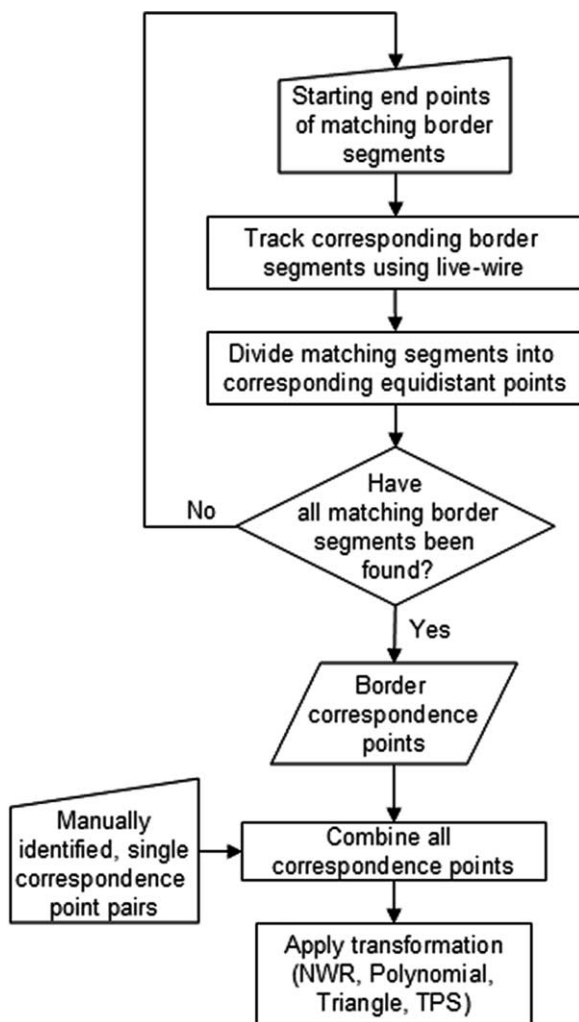 Starting end points
of matching border
segments
Track corresponding border
segments using live-wire
Divide matching segments into
corresponding equidistant points
Have
all matching border
segments been
found?
No
Yes
Border
correspondence
points
Manually
identified, single
correspondence
point pairs
Combine all
correspondence points
Apply transformation
(NWR, Polynomial,
Triangle, TPS)